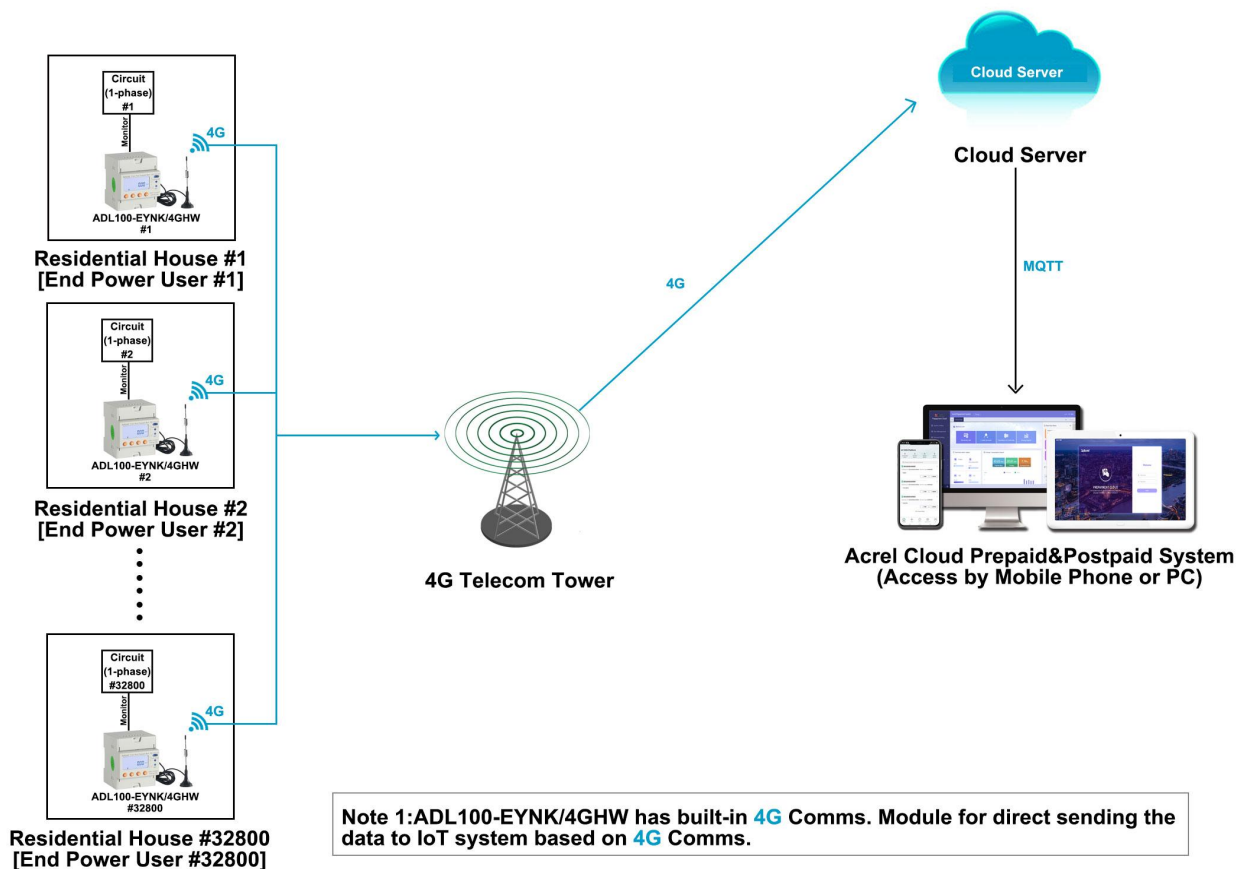 Circuit
(1-phase)
#1
Monitor
4G
ADL100-EYNK/4GHW
#1
Residential House #1
[End Power User #1]
Circuit
(1-phase)
#2
Monitor
4G
ADL100-EYNK/4GHW
#2
Residential House #2
[End Power User #2]
Circuit
(1-phase)
#32800
Monitor
4G
ADL100-EYNK/4GHW
#32800
Residential House #32800
[End Power User #32800]
4G Telecom Tower
4G
Cloud Server
Cloud Server
MQTT
Acrel Cloud Prepaid&Postpaid System
(Access by Mobile Phone or PC)
Note 1:ADL100-EYNK/4GHW has built-in 4G Comms. Module for direct sending the
data to IoT system based on 4G Comms.